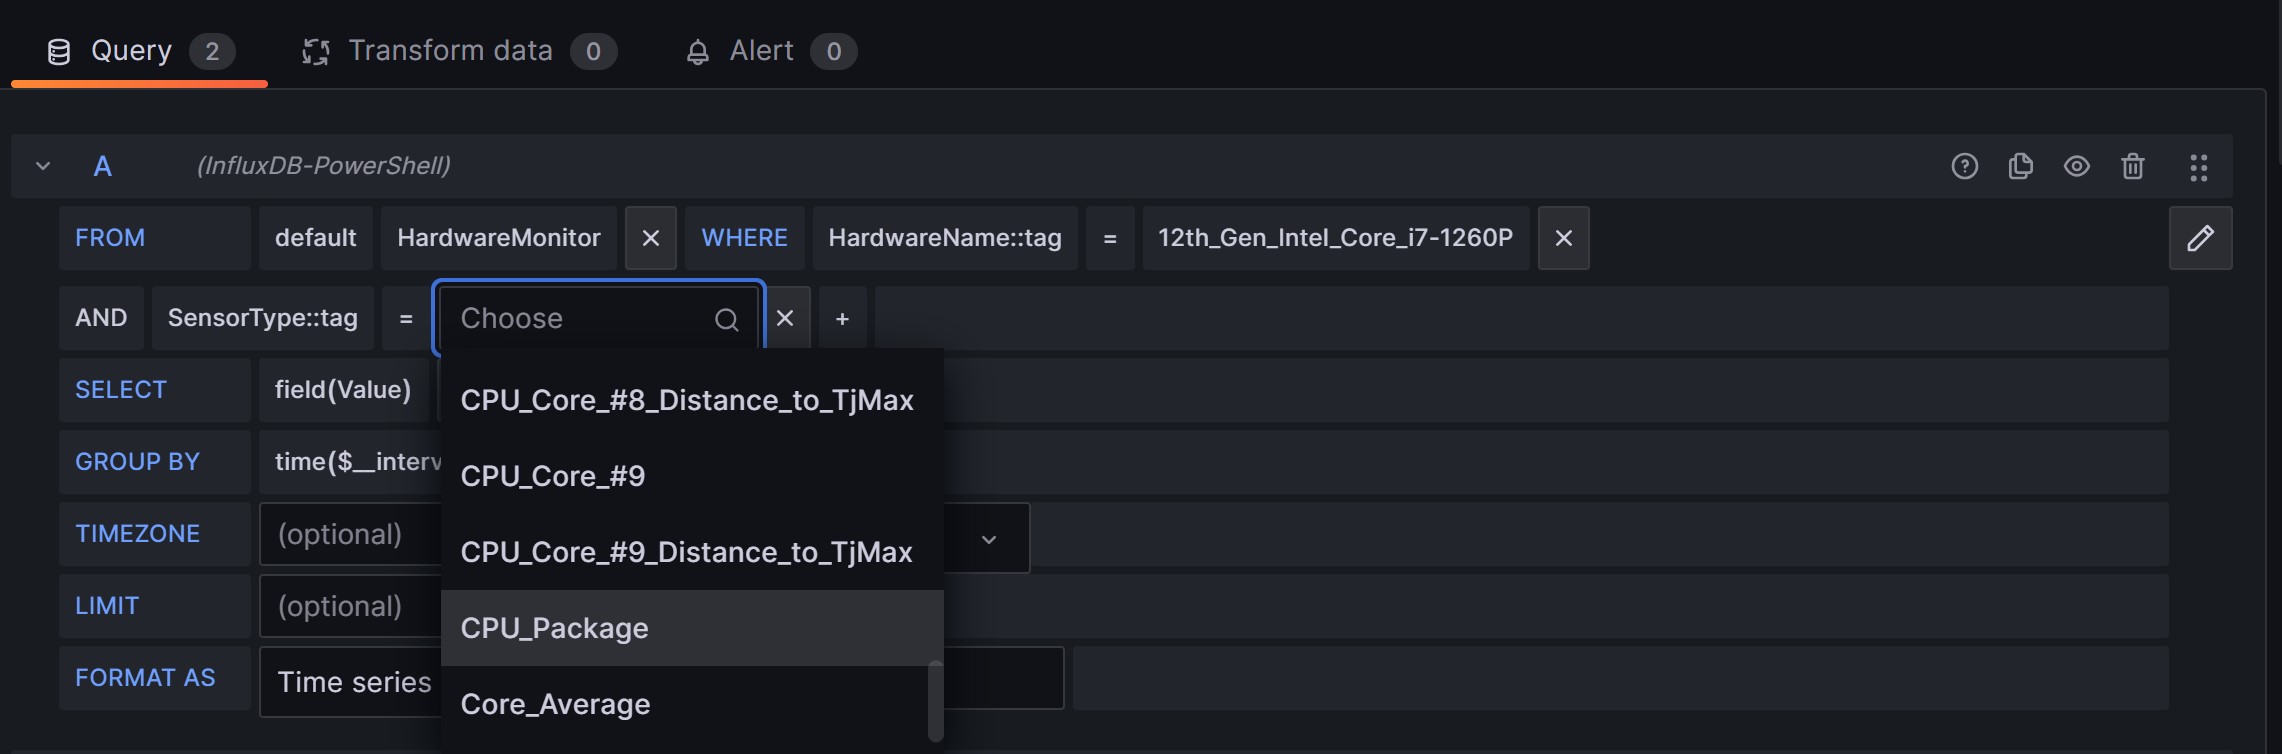 Query 2 Transform data 0 Alert 0
A (InfluxDB-PowerShell)
FROM default HardwareMonitor WHERE HardwareName::tag = 12th_Gen_Intel_Core_i7-1260P
AND SensorType::tag = Choose +
CPU_Core_#8_Distance_to_TjMax
CPU_Core_#9
CPU_Core_#9_Distance_to_TjMax
CPU_Package
Core_Average
SELECT field(Value)
GROUP BY time($__interv
TIMEZONE (optional)
LIMIT (optional)
FORMAT AS Time series